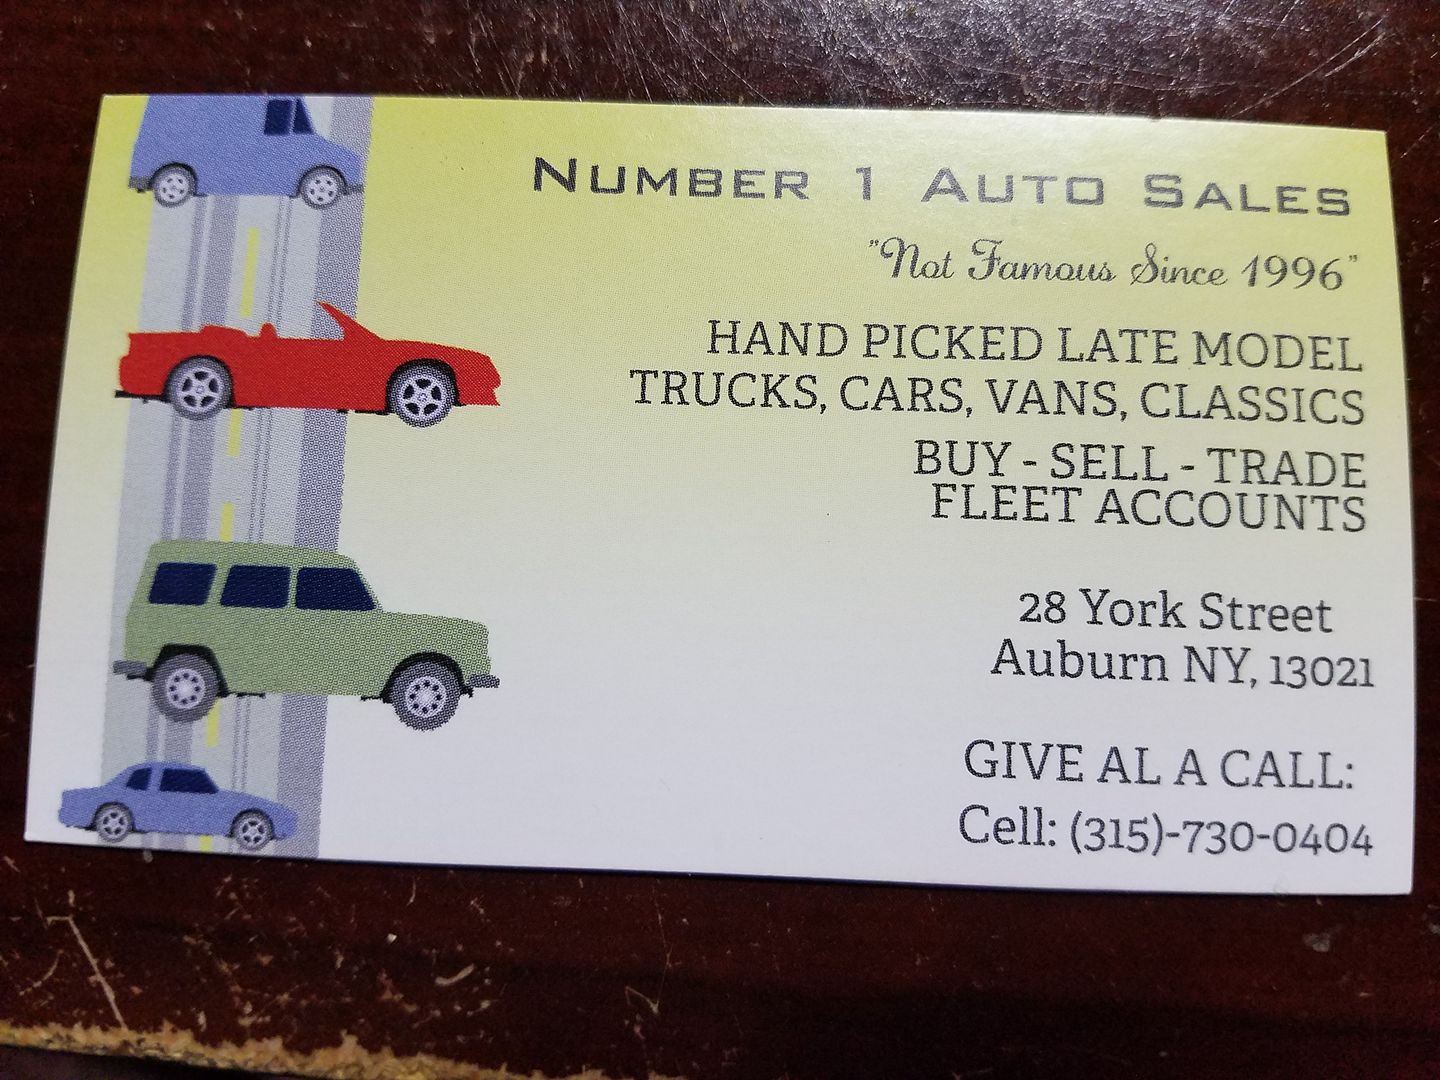 NUMBER 1 AUTO SALES
"Not Famous Since 1996"
HAND PICKED LATE MODEL
TRUCKS, CARS, VANS, CLASSICS
BUY - SELL - TRADE
FLEET ACCOUNTS
28 York Street
Auburn NY, 13021
GIVE AL A CALL:
Cell: (315)-730-0404